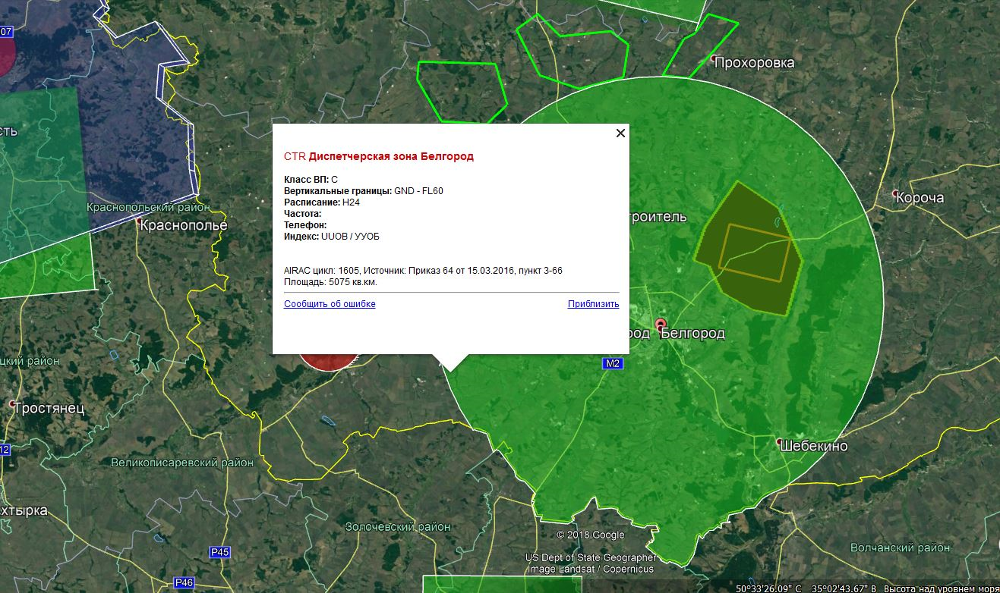 07
Прохоровка
сть
Короча
Краснопольский район
Краснополье
троитель
CTR Диспетчерская зона Белгород
Класс ВП: C
Вертикальные границы: GND - FL60
Расписание: H24
Частота:
Телефон:
Индекс: UUOB / УУОБ
AIRAC цикл: 1605, Источник: Приказ 64 от 15.03.2016, пункт 3-66
Площадь: 5075 кв.км.
Сообщить об ошибке Приблизить
род Белгород
M2
цкий район
Тростянец
12
Шебекино
Великописаревский район
хтырка
Золочевский район
© 2018 Google
Волчанский район
P45
US Dept of State Geographer
Image Landsat / Copernicus
P46
50°33'26.09" С 35°02'43.67" В Высота над уровнем моря